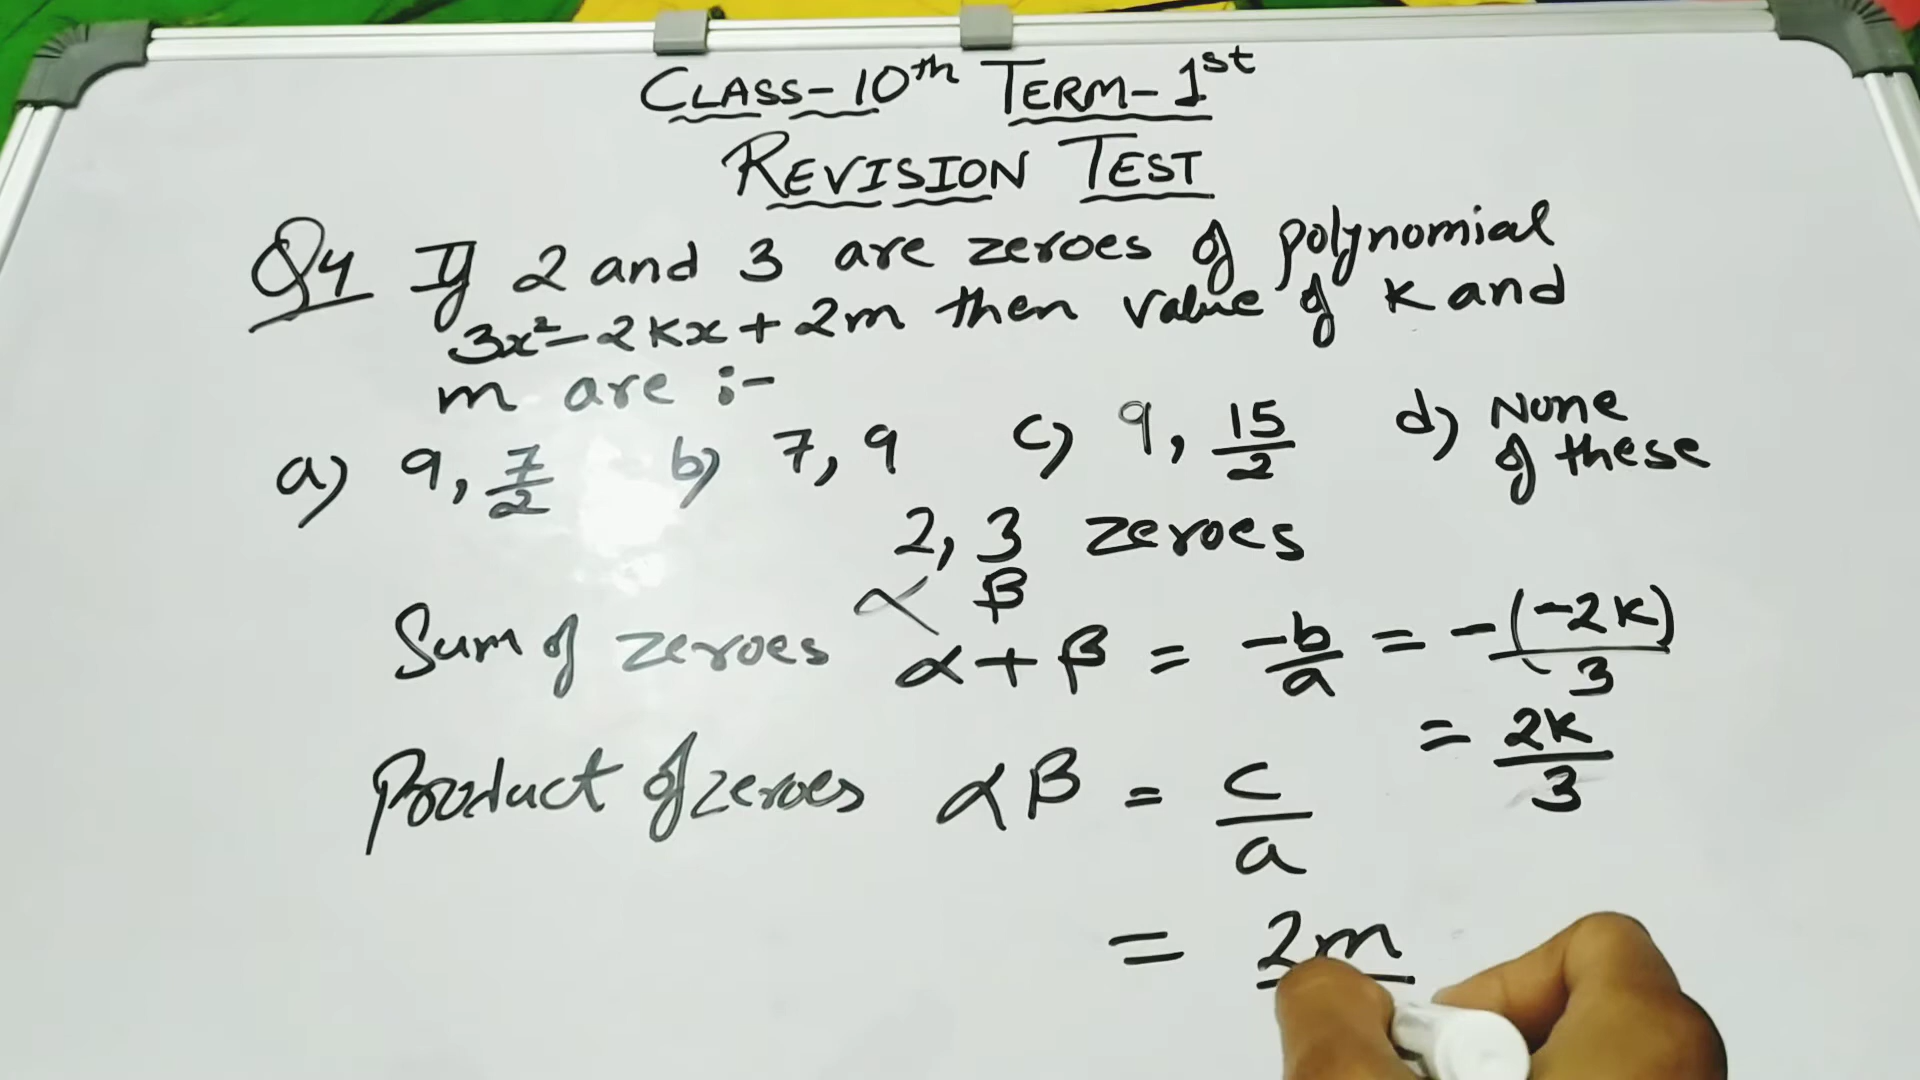 CLASS-10th TERM-1st
REVISION TEST
Q4 If 2 and 3 are zeroes of polynomial
3x²-2Kx+2m then value of K and
m are :-
a) 9, 7/2 b) 7, 9 c) 9, 15/2 d) None of these
2, 3 zeroes
α β
Sum of zeroes α+β = -b/a = -(-2K)/3
= 2K/3
Product of zeroes αβ = c/a
= 2m